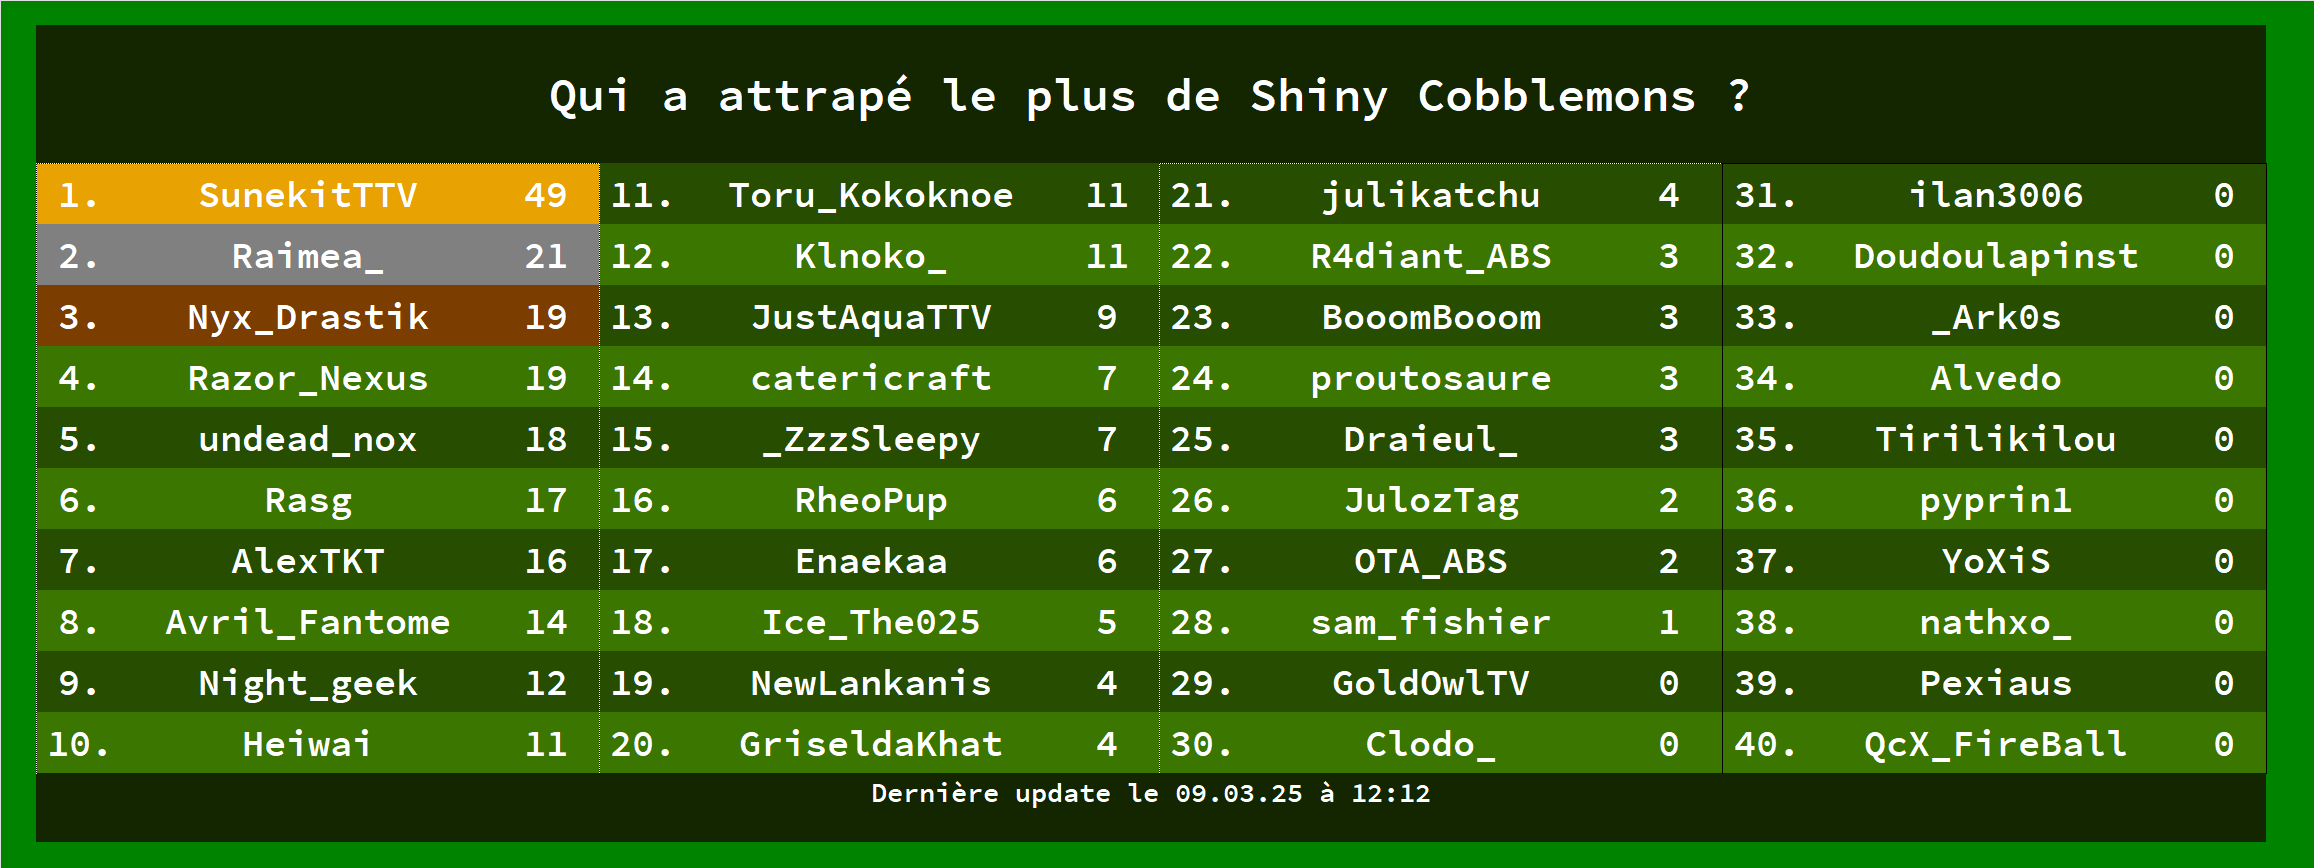 Qui a attrapé le plus de Shiny Cobblemons ?
1. SunekitTTV 49
2. Raimea_ 21
3. Nyx_Drastik 19
4. Razor_Nexus 19
5. undead_nox 18
6. Rasg 17
7. AlexTKT 16
8. Avril_Fantome 14
9. Night_geek 12
10. Heiwai 11
11. Toru_Kokoknoe 11
12. Klnoko_ 11
13. JustAquaTTV 9
14. catericraft 7
15. _ZzzSleepy 7
16. RheoPup 6
17. Enaekaa 6
18. Ice_The025 5
19. NewLankanis 4
20. GriseldaKhat 4
21. julikatchu 4
22. R4diant_ABS 3
23. BooomBooom 3
24. proutosaure 3
25. Draieul_ 3
26. JulozTag 2
27. OTA_ABS 2
28. sam_fishier 1
29. GoldOwlTV 0
30. Clodo_ 0
31. ilan3006 0
32. Doudoulapinst 0
33. _Ark0s 0
34. Alvedo 0
35. Tirilikilou 0
36. pyprin1 0
37. YoXiS 0
38. nathxo_ 0
39. Pexiaus 0
40. QcX_FireBall 0
Dernière update le 09.03.25 à 12:12